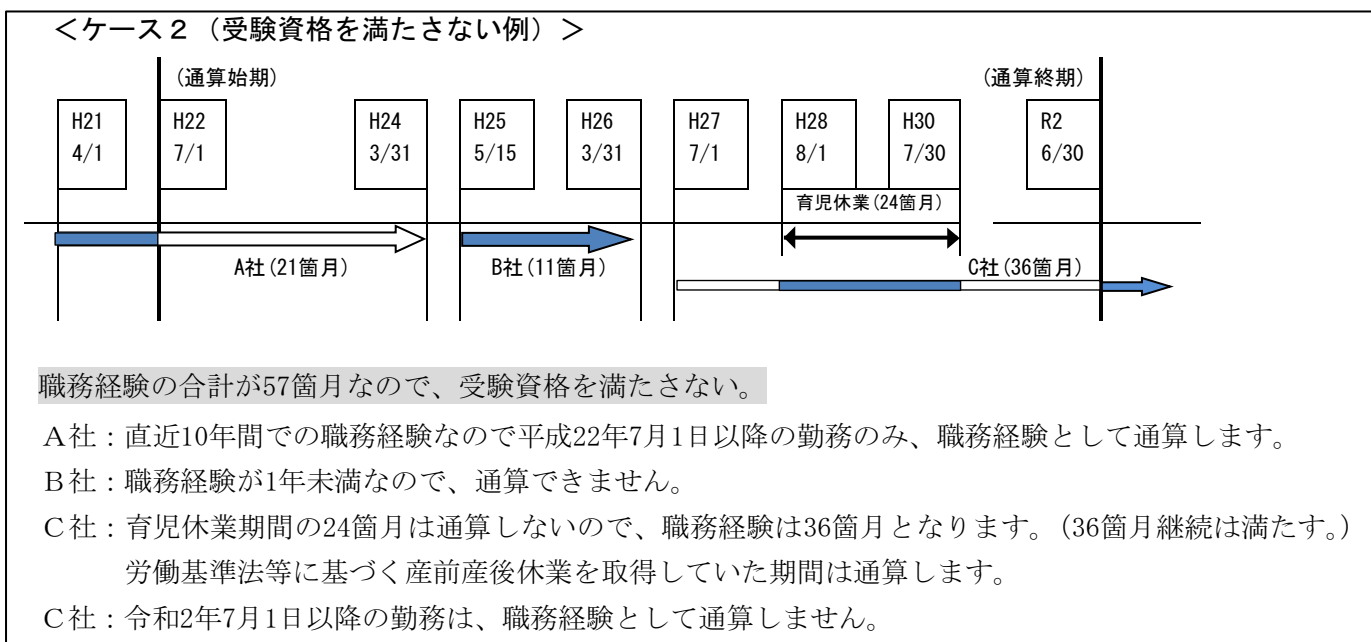 ＜ケース２（受験資格を満たさない例）＞
(通算始期)
(通算終期)
H21
4/1
H22
7/1
H24
3/31
H25
5/15
H26
3/31
H27
7/1
H28
8/1
H30
7/30
R2
6/30
育児休業(24箇月)
A社(21箇月)
B社(11箇月)
C社(36箇月)
職務経験の合計が57箇月なので、受験資格を満たさない。
Ａ社：直近10年間での職務経験なので平成22年7月1日以降の勤務のみ、職務経験として通算します。
Ｂ社：職務経験が1年未満なので、通算できません。
Ｃ社：育児休業期間の24箇月は通算しないので、職務経験は36箇月となります。（36箇月継続は満たす。）
労働基準法等に基づく産前産後休業を取得していた期間は通算します。
Ｃ社：令和2年7月1日以降の勤務は、職務経験として通算しません。